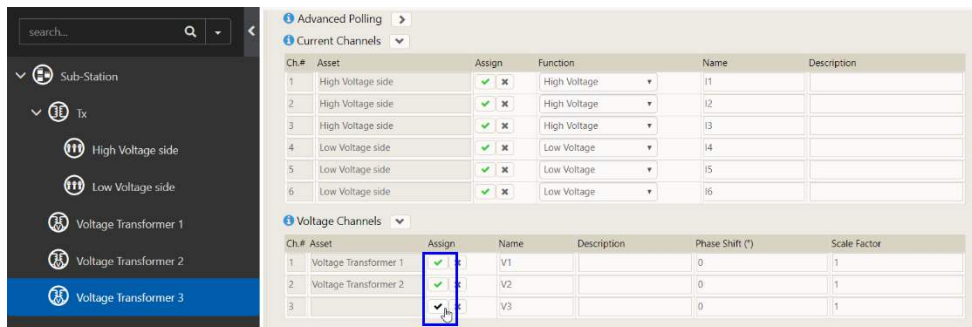 search...
Sub-Station
Tx
High Voltage side
Low Voltage side
Voltage Transformer 1
Voltage Transformer 2
Voltage Transformer 3
Advanced Polling
Current Channels
Ch.# Asset Assign Function Name Description
1 High Voltage side High Voltage I1
2 High Voltage side High Voltage I2
3 High Voltage side High Voltage I3
4 Low Voltage side Low Voltage I4
5 Low Voltage side Low Voltage I5
6 Low Voltage side Low Voltage I6
Voltage Channels
Ch.# Asset Assign Name Description Phase Shift (°) Scale Factor
1 Voltage Transformer 1 V1 0 1
2 Voltage Transformer 2 V2 0 1
3 V3 0 1